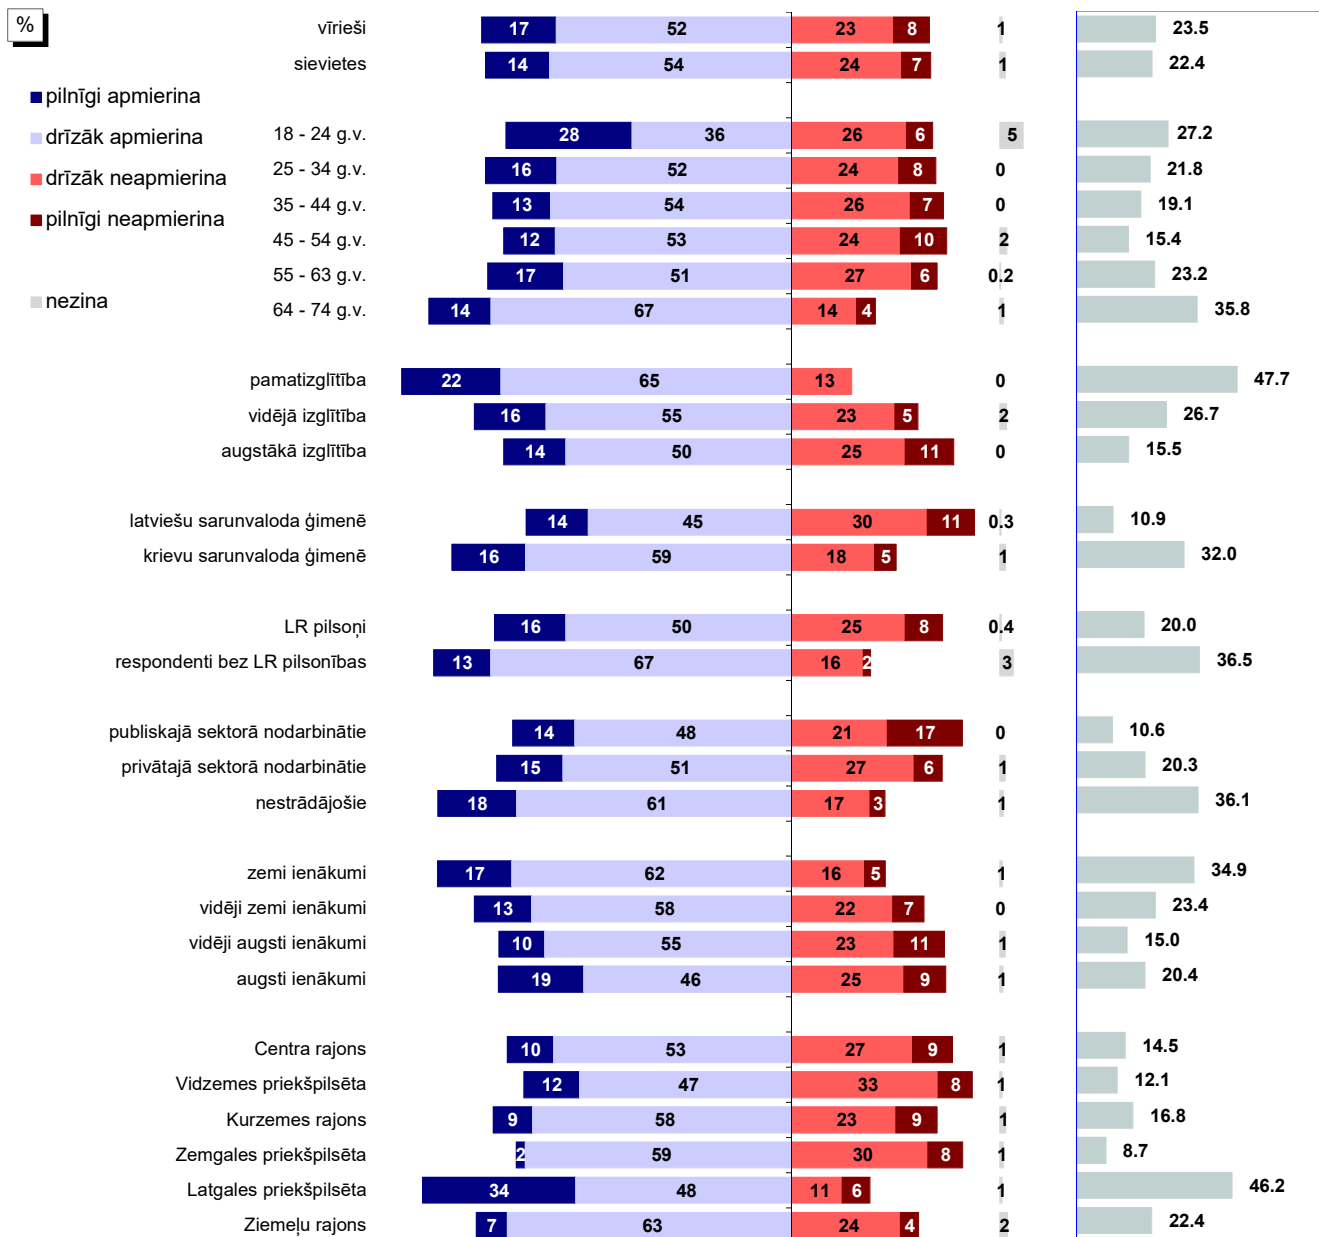 %
pilnīgi apmierina
drīzāk apmierina
drīzāk neapmierina
pilnīgi neapmierina
nezina
vīrieši 17 52 23 8 1 23.5
sievietes 14 54 24 7 1 22.4
18 - 24 g.v. 28 36 26 6 5 27.2
25 - 34 g.v. 16 52 24 8 0 21.8
35 - 44 g.v. 13 54 26 7 0 19.1
45 - 54 g.v. 12 53 24 10 2 15.4
55 - 63 g.v. 17 51 27 6 0.2 23.2
64 - 74 g.v. 14 67 14 4 1 35.8
pamatizglītība 22 65 13 0 47.7
vidējā izglītība 16 55 23 5 2 26.7
augstākā izglītība 14 50 25 11 0 15.5
latviešu sarunvaloda ģimenē 14 45 30 11 0.3 10.9
krievu sarunvaloda ģimenē 16 59 18 5 1 32.0
LR pilsoņi 16 50 25 8 0.4 20.0
respondenti bez LR pilsonības 13 67 16 2 3 36.5
publiskajā sektorā nodarbinātie 14 48 21 17 0 10.6
privātajā sektorā nodarbinātie 15 51 27 6 1 20.3
nestrādājošie 18 61 17 3 1 36.1
zemi ienākumi 17 62 16 5 1 34.9
vidēji zemi ienākumi 13 58 22 7 0 23.4
vidēji augsti ienākumi 10 55 23 11 1 15.0
augsti ienākumi 19 46 25 9 1 20.4
Centra rajons 10 53 27 9 1 14.5
Vidzemes priekšpilsēta 12 47 33 8 1 12.1
Kurzemes rajons 9 58 23 9 1 16.8
Zemgales priekšpilsēta 2 59 30 8 1 8.7
Latgales priekšpilsēta 34 48 11 6 1 46.2
Ziemeļu rajons 7 63 24 4 2 22.4